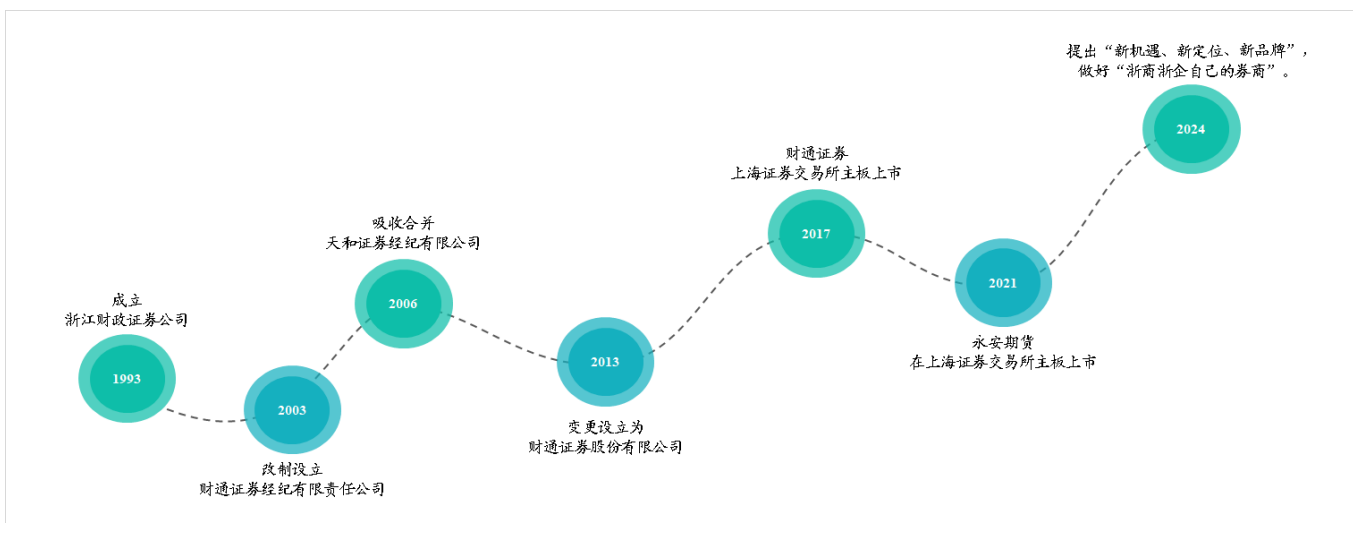 成立
浙江财政证券公司
1993
2003
改制设立
财通证券经纪有限责任公司
吸收合并
天和证券经纪有限公司
2006
2013
变更设立为
财通证券股份有限公司
财通证券
上海证券交易所主板上市
2017
2021
永安期货
在上海证券交易所主板上市
提出“新机遇、新定位、新品牌”，
做好“浙商浙企自己的券商”。
2024